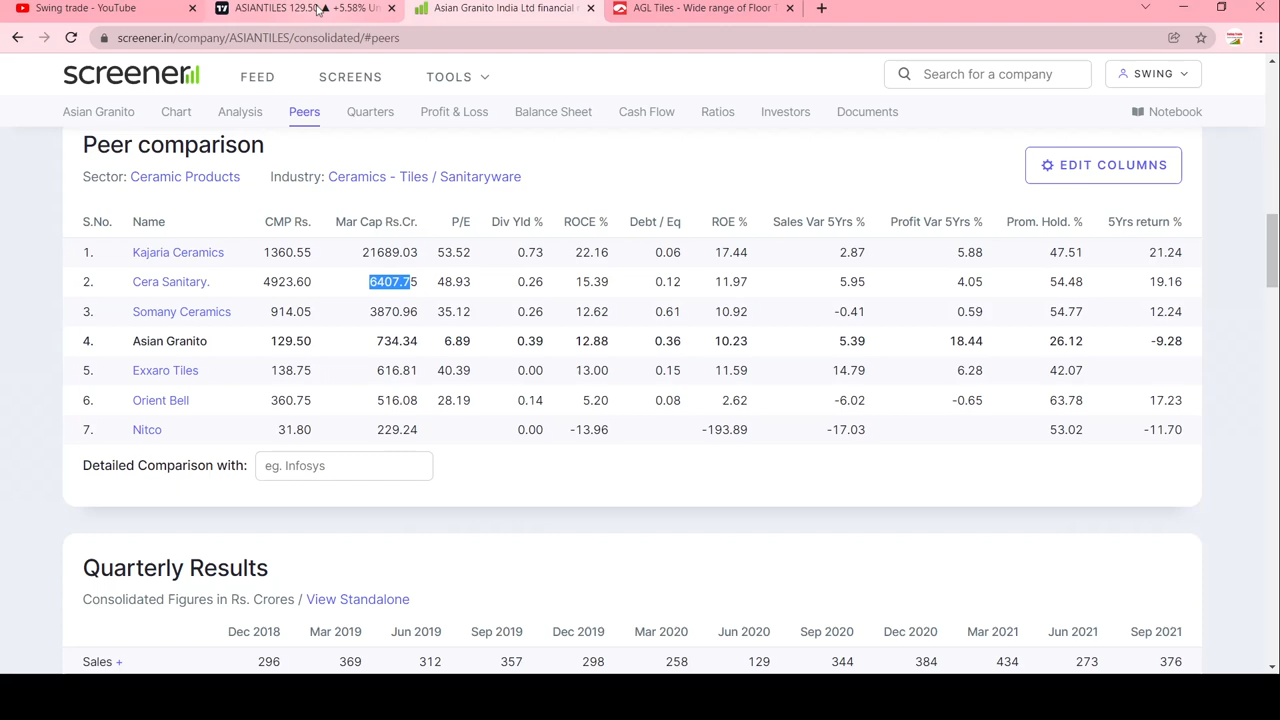 Swing trade - YouTube
ASIANTILES 129.50 ▲ +5.58% Un
Asian Granito India Ltd financial r
AGL Tiles - Wide range of Floor T
screener.in/company/ASIANTILES/consolidated/#peers
screener FEED SCREENS TOOLS Search for a company SWING
Asian Granito Chart Analysis Peers Quarters Profit & Loss Balance Sheet Cash Flow Ratios Investors Documents Notebook
Peer comparison
EDIT COLUMNS
Sector: Ceramic Products Industry: Ceramics - Tiles / Sanitaryware
S.No. Name CMP Rs. Mar Cap Rs.Cr. P/E Div Yld % ROCE % Debt / Eq ROE % Sales Var 5Yrs % Profit Var 5Yrs % Prom. Hold. % 5Yrs return %
1. Kajaria Ceramics 1360.55 21689.03 53.52 0.73 22.16 0.06 17.44 2.87 5.88 47.51 21.24
2. Cera Sanitary. 4923.60 6407.75 48.93 0.26 15.39 0.12 11.97 5.95 4.05 54.48 19.16
3. Somany Ceramics 914.05 3870.96 35.12 0.26 12.62 0.61 10.92 -0.41 0.59 54.77 12.24
4. Asian Granito 129.50 734.34 6.89 0.39 12.88 0.36 10.23 5.39 18.44 26.12 -9.28
5. Exxaro Tiles 138.75 616.81 40.39 0.00 13.00 0.15 11.59 14.79 6.28 42.07
6. Orient Bell 360.75 516.08 28.19 0.14 5.20 0.08 2.62 -6.02 -0.65 63.78 17.23
7. Nitco 31.80 229.24 0.00 -13.96 -193.89 -17.03 53.02 -11.70
Detailed Comparison with: eg. Infosys
Quarterly Results
Consolidated Figures in Rs. Crores / View Standalone
Dec 2018 Mar 2019 Jun 2019 Sep 2019 Dec 2019 Mar 2020 Jun 2020 Sep 2020 Dec 2020 Mar 2021 Jun 2021 Sep 2021
Sales + 296 369 312 357 298 258 129 344 384 434 273 376